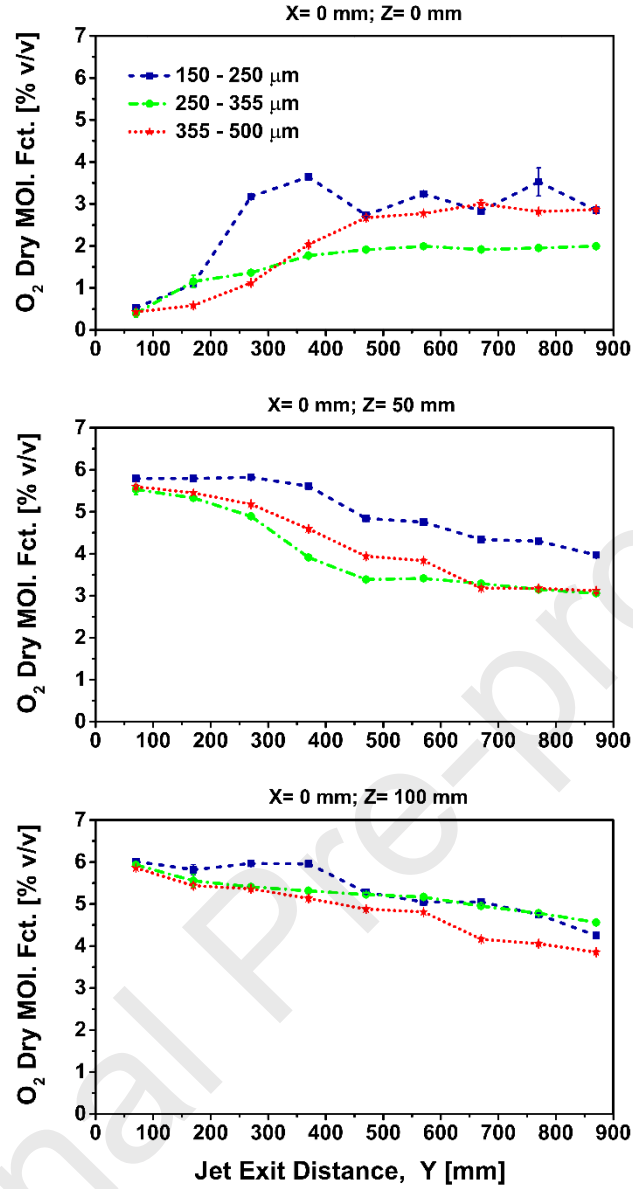 X= 0 mm; Z= 0 mm
7
6
5
4
3
2
1
0
O₂ Dry MOl. Fct. [% v/v]
150 - 250 μm
250 - 355 μm
355 - 500 μm
0 100 200 300 400 500 600 700 800 900
X= 0 mm; Z= 50 mm
7
6
5
4
3
2
1
0
O₂ Dry MOl. Fct. [% v/v]
0 100 200 300 400 500 600 700 800 900
X= 0 mm; Z= 100 mm
7
6
5
4
3
2
1
0
O₂ Dry MOl. Fct. [% v/v]
0 100 200 300 400 500 600 700 800 900
Jet Exit Distance, Y [mm]
nal Pre-pro